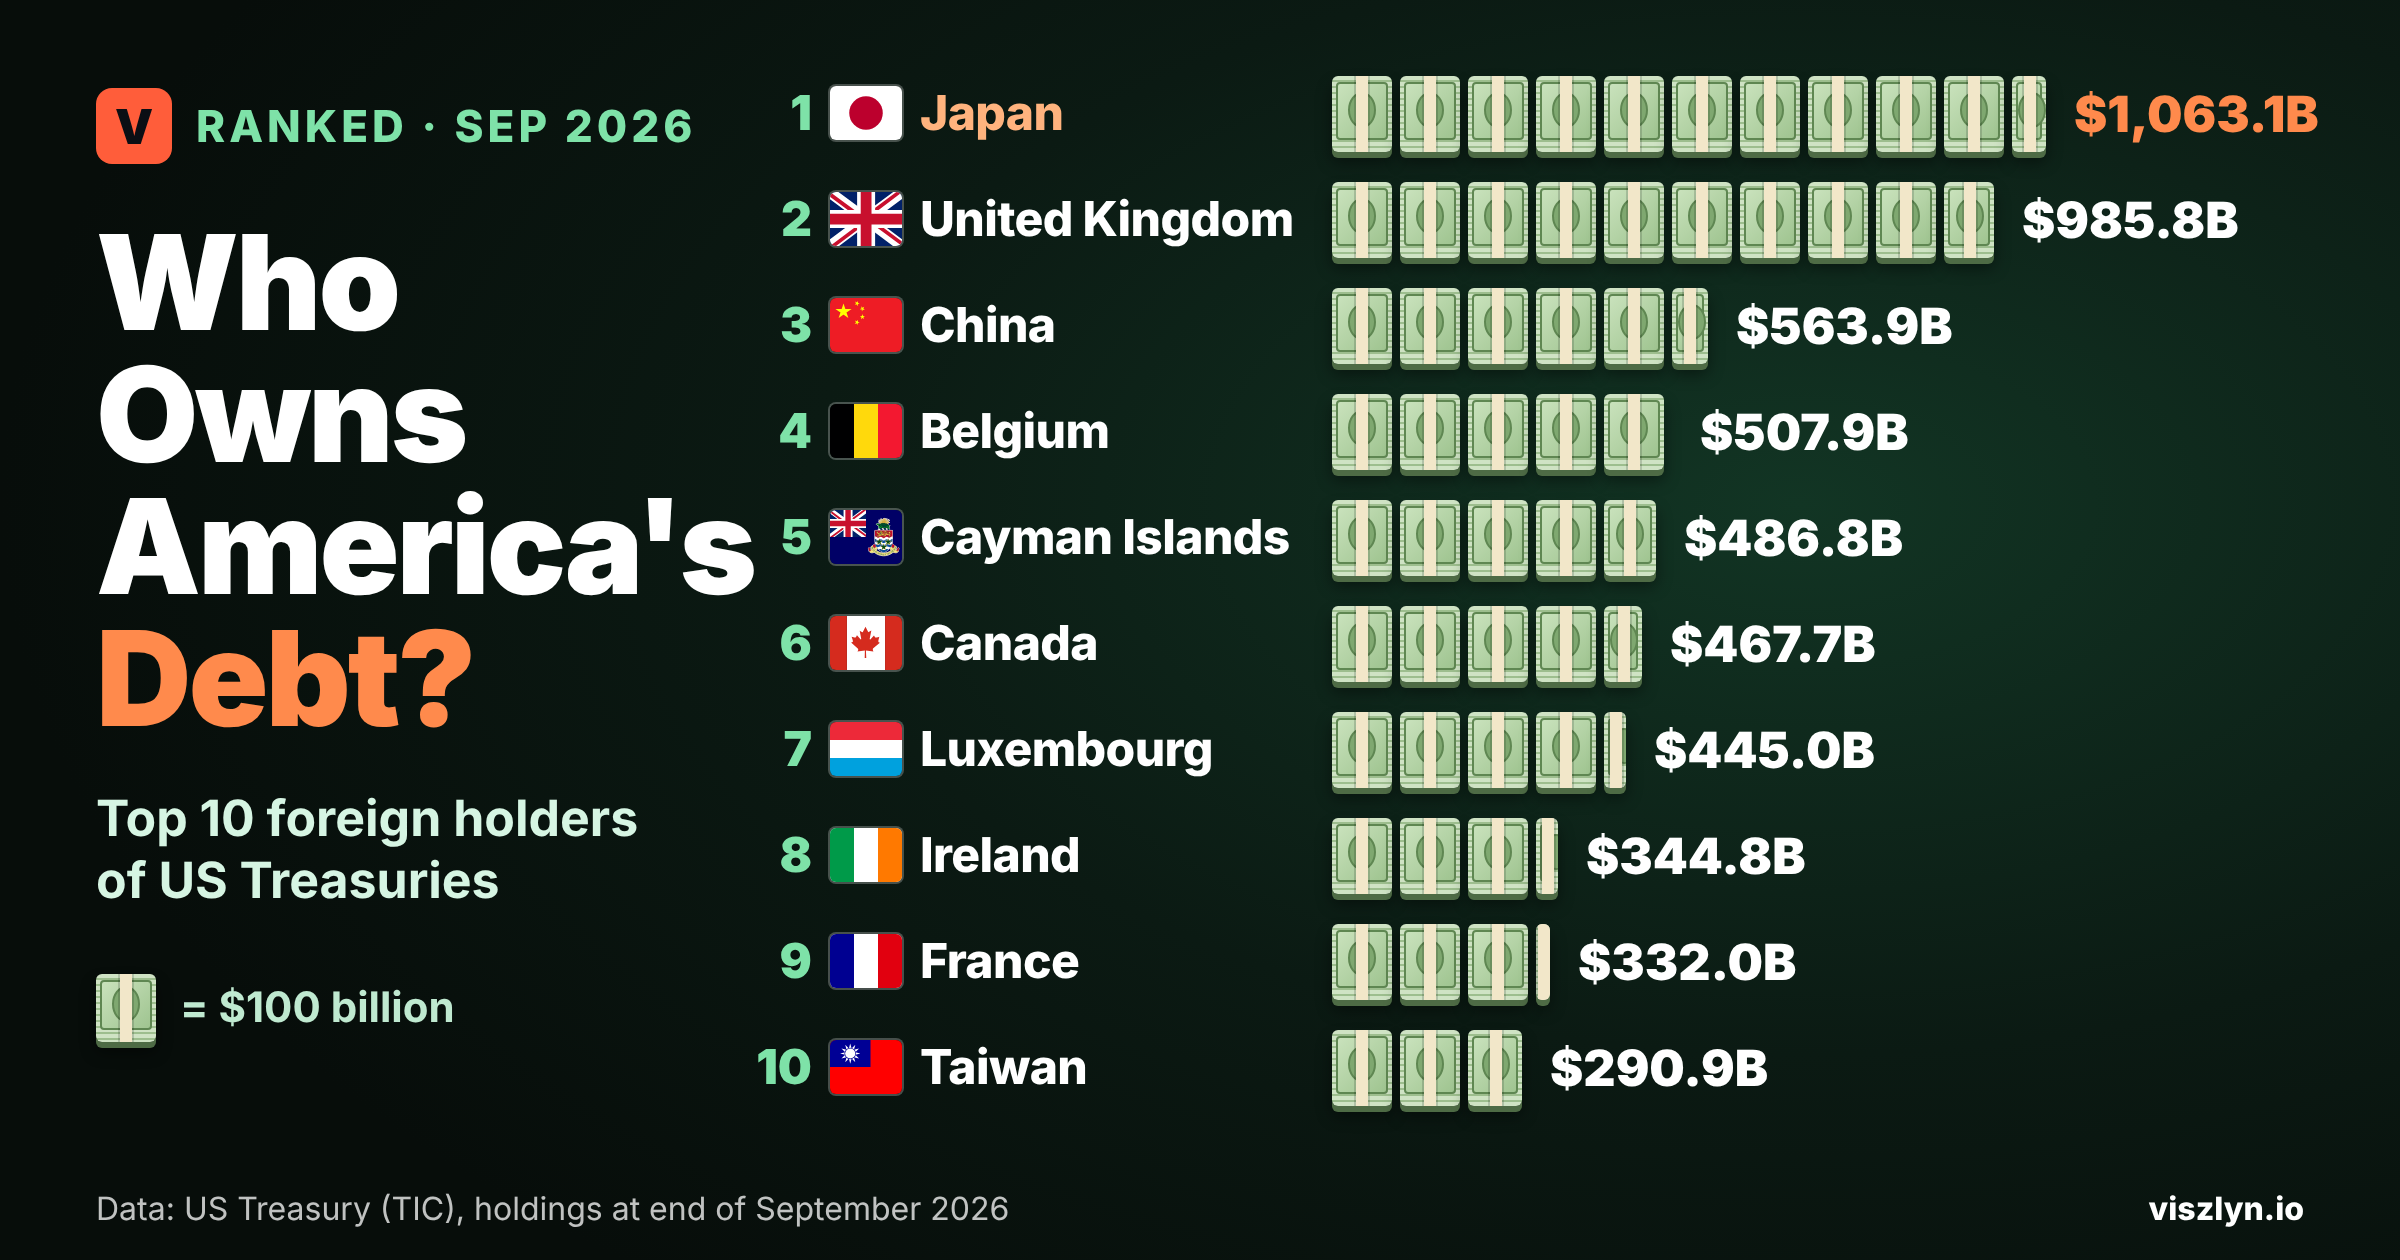 V RANKED · SEP 2026
Who
Owns
America's
Debt?
Top 10 foreign holders
of US Treasuries
= $100 billion
1 Japan $1,063.1B
2 United Kingdom $985.8B
3 China $563.9B
4 Belgium $507.9B
5 Cayman Islands $486.8B
6 Canada $467.7B
7 Luxembourg $445.0B
8 Ireland $344.8B
9 France $332.0B
10 Taiwan $290.9B
Data: US Treasury (TIC), holdings at end of September 2026
viszlyn.io